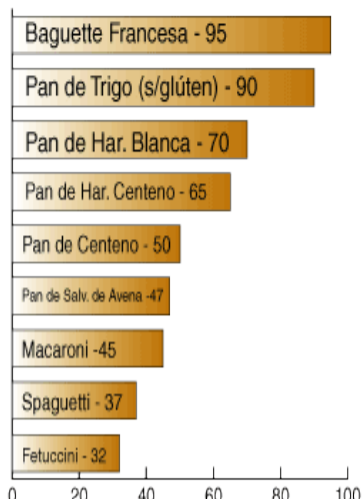 Baguette Francesa - 95
Pan de Trigo (s/glúten) - 90
Pan de Har. Blanca - 70
Pan de Har. Centeno - 65
Pan de Centeno - 50
Pan de Salv. de Avena -47
Macaroni -45
Spaguetti - 37
Fetuccini - 32
0 20 40 60 80 100